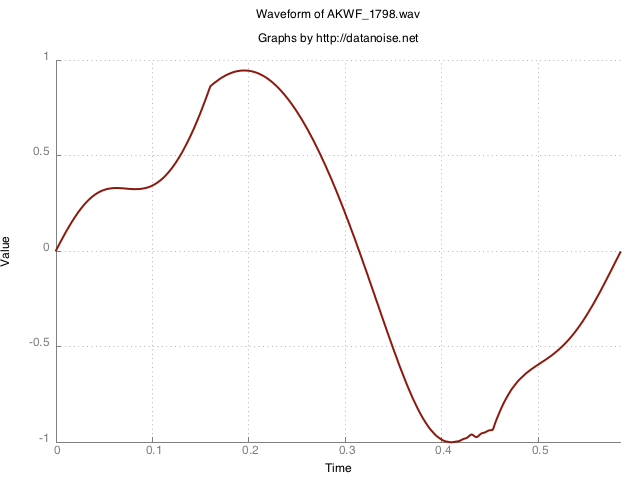 Waveform of AKWF_1798.wav
Graphs by http://datanoise.net
1
0.5
0
-0.5
-1
Value
0 0.1 0.2 0.3 0.4 0.5
Time